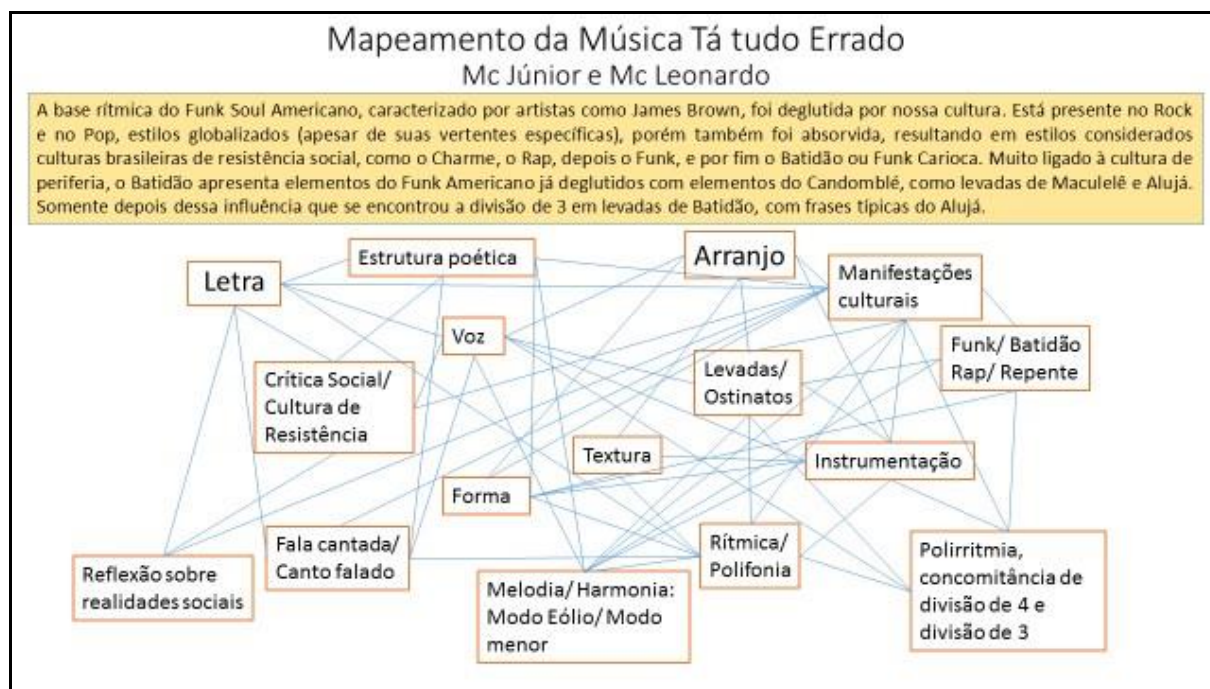 Mapeamento da Música Tá tudo Errado
Mc Júnior e Mc Leonardo
A base rítmica do Funk Soul Americano, caracterizado por artistas como James Brown, foi deglutida por nossa cultura. Está presente no Rock
e no Pop, estilos globalizados (apesar de suas vertentes específicas), porém também foi absorvida, resultando em estilos considerados
culturas brasileiras de resistência social, como o Charme, o Rap, depois o Funk, e por fim o Batidão ou Funk Carioca. Muito ligado à cultura de
periferia, o Batidão apresenta elementos do Funk Americano já deglutidos com elementos do Candomblé, como levadas de Maculelê e Alujá.
Somente depois dessa influência que se encontrou a divisão de 3 em levadas de Batidão, com frases típicas do Alujá.
Letra
Estrutura poética
Arranjo
Manifestações
culturais
Voz
Funk/ Batidão
Rap/ Repente
Crítica Social/
Cultura de
Resistência
Levadas/
Ostinatos
Textura
Instrumentação
Forma
Reflexão sobre
realidades sociais
Fala cantada/
Canto falado
Melodia/ Harmonia:
Modo Eólio/ Modo
menor
Rítmica/
Polifonia
Polirritmia,
concomitância de
divisão de 4 e
divisão de 3